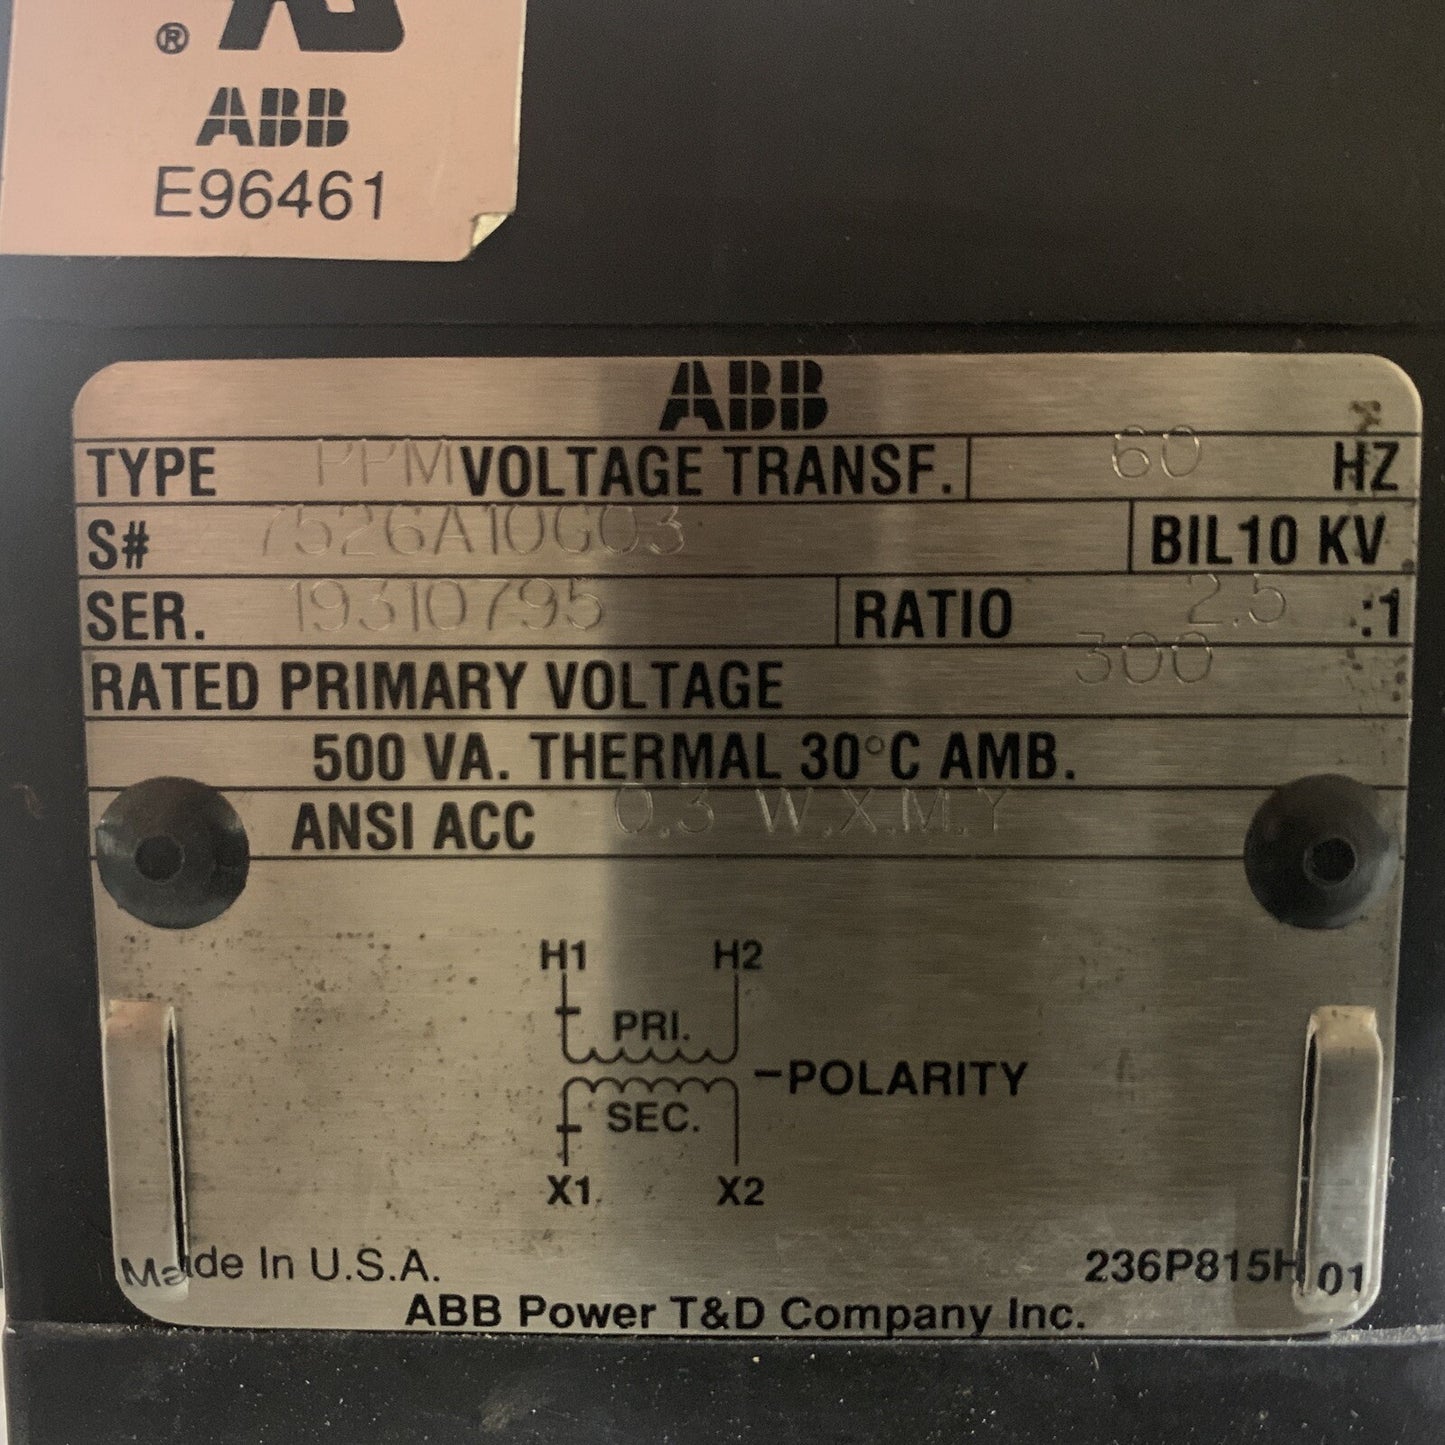 ®
ABB
E96461
ABB
TYPE PPM VOLTAGE TRANSF. 60 HZ
S# 7526A10G03 BIL10 KV
SER. 19310795 RATIO 2.5 :1
RATED PRIMARY VOLTAGE 300
500 VA. THERMAL 30°C AMB.
ANSI ACC 0.3 W.X.M.Y
H1 H2
PRI.
–POLARITY
SEC.
X1 X2
Made In U.S.A. 236P815H01
ABB Power T&D Company Inc.